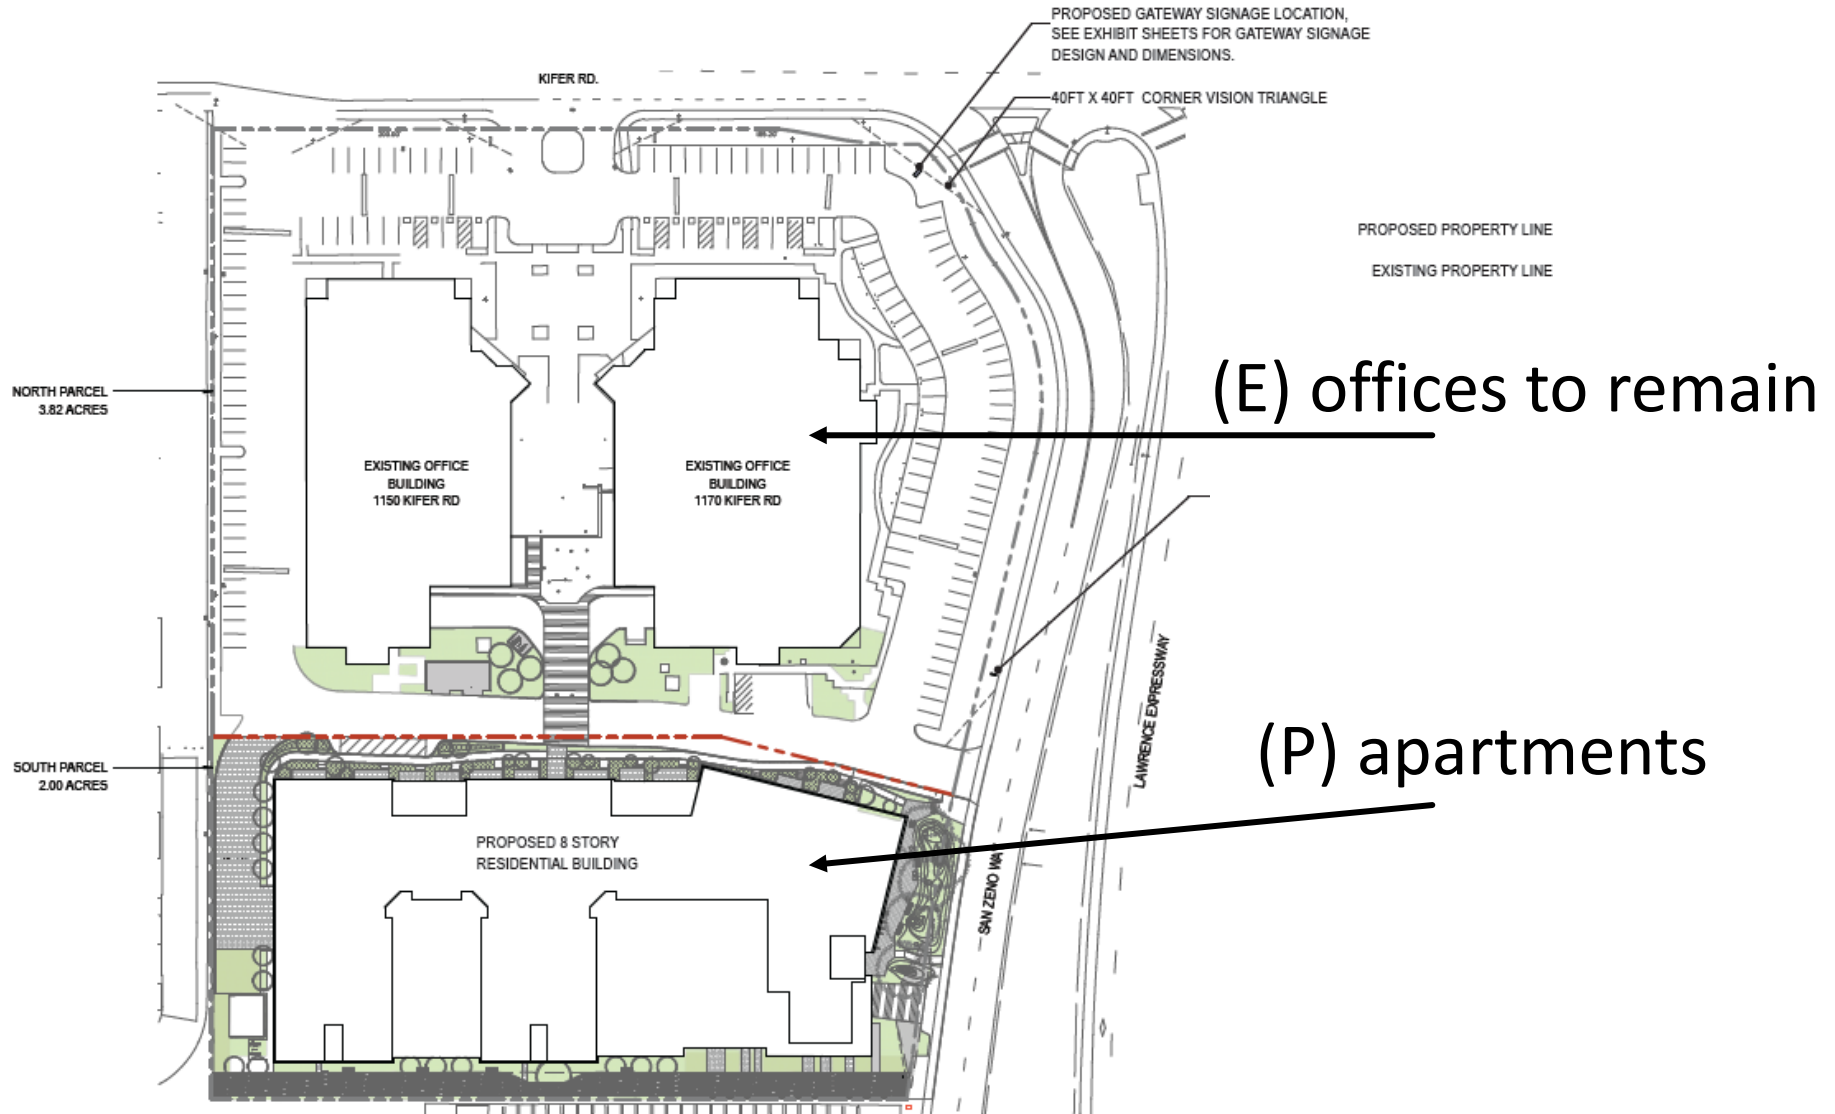 PROPOSED GATEWAY SIGNAGE LOCATION,
SEE EXHIBIT SHEETS FOR GATEWAY SIGNAGE
DESIGN AND DIMENSIONS.
KIFER RD.
40FT X 40FT CORNER VISION TRIANGLE
PROPOSED PROPERTY LINE
EXISTING PROPERTY LINE
NORTH PARCEL
3.82 ACRES
(E) offices to remain
EXISTING OFFICE
BUILDING
1150 KIFER RD
EXISTING OFFICE
BUILDING
1170 KIFER RD
LAWRENCE EXPRESSWAY
(P) apartments
SOUTH PARCEL
2.00 ACRES
PROPOSED 8 STORY
RESIDENTIAL BUILDING
SAN ZENO WAY